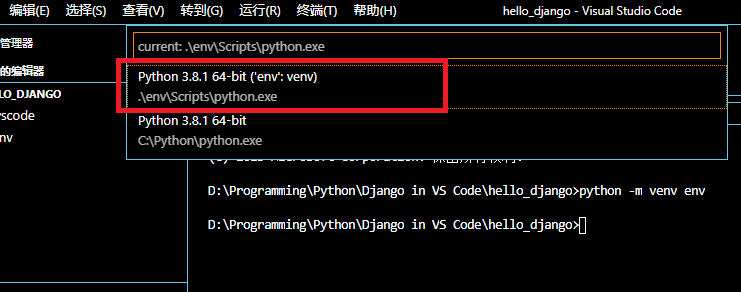 编辑(E) 选择(S) 查看(V) 转到(G) 运行(R) 终端(T) 帮助(H) hello_django - Visual Studio Code
管理器
current: .\env\Scripts\python.exe
的编辑器
Python 3.8.1 64-bit ('env': venv)
.\env\Scripts\python.exe
LO_DJANGO
vscode
Python 3.8.1 64-bit
nv
C:\Python\python.exe
D:\Programming\Python\Django in VS Code\hello_django>python -m venv env
D:\Programming\Python\Django in VS Code\hello_django>